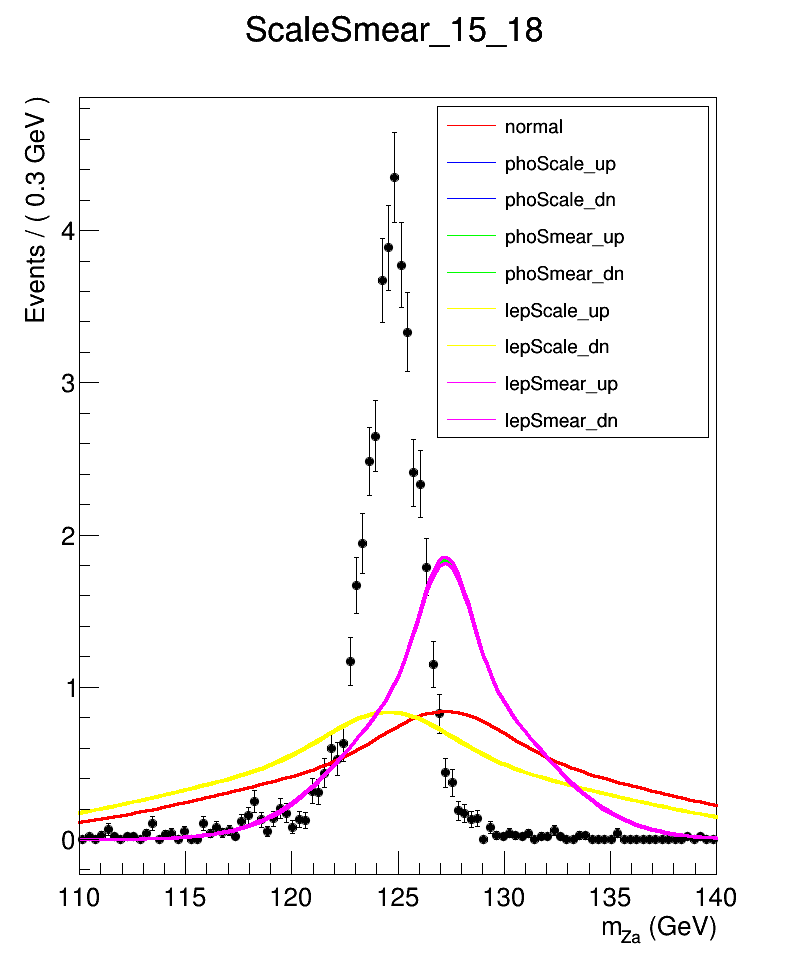 ScaleSmear_15_18
Events / ( 0.3 GeV )
normal
phoScale_up
phoScale_dn
phoSmear_up
phoSmear_dn
lepScale_up
lepScale_dn
lepSmear_up
lepSmear_dn
4
3
2
1
0
110 115 120 125 130 135 140
m_Za (GeV)